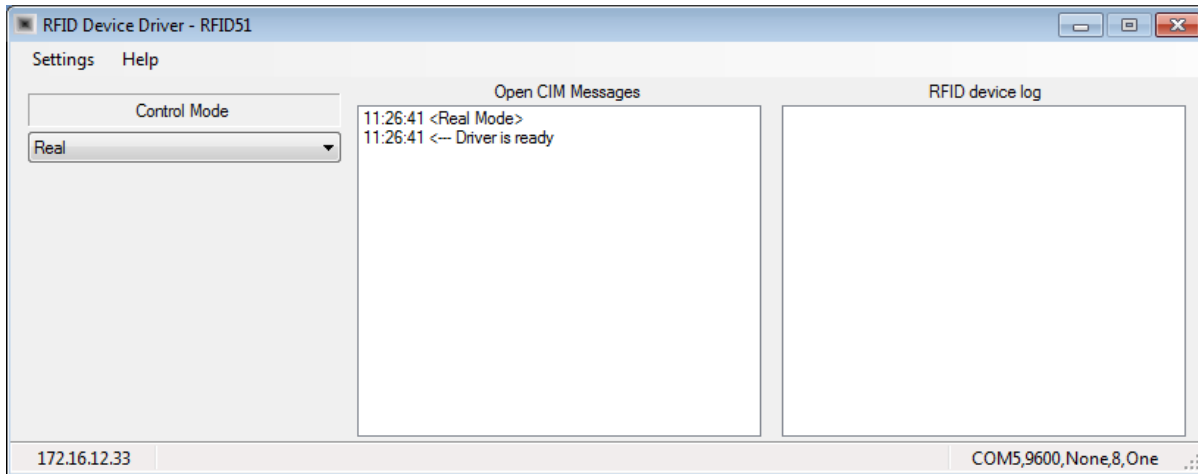 RFID Device Driver - RFID51
Settings Help
Control Mode
Real
Open CIM Messages
11:26:41 <Real Mode>
11:26:41 <--- Driver is ready
RFID device log
172.16.12.33
COM5,9600,None,8,One